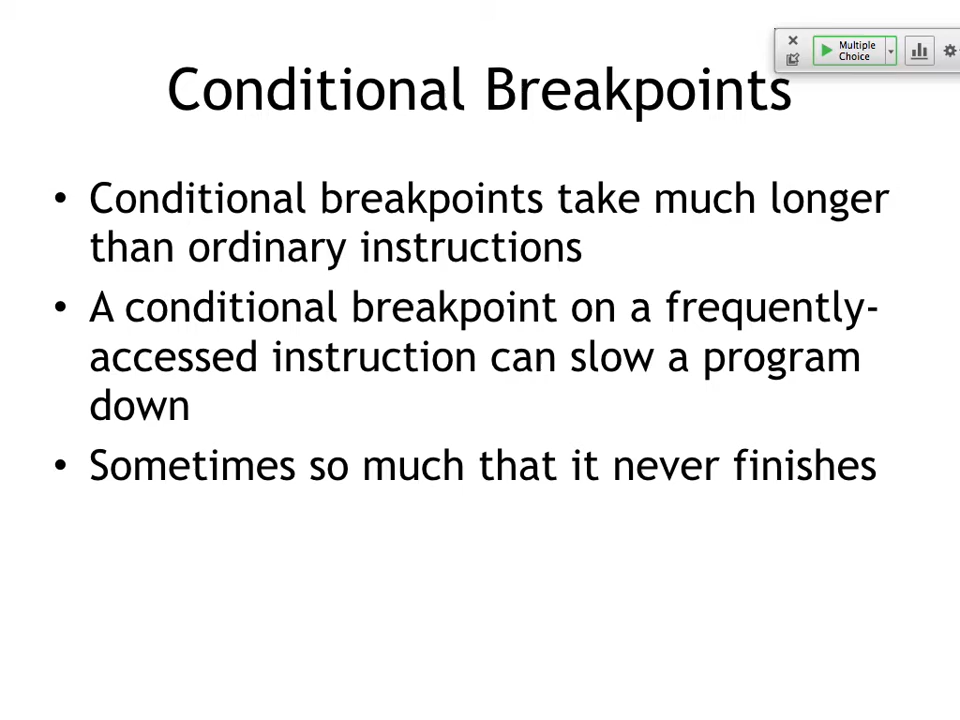 Multiple
Choice
Conditional Breakpoints
• Conditional breakpoints take much longer
than ordinary instructions
• A conditional breakpoint on a frequently-
accessed instruction can slow a program
down
• Sometimes so much that it never finishes